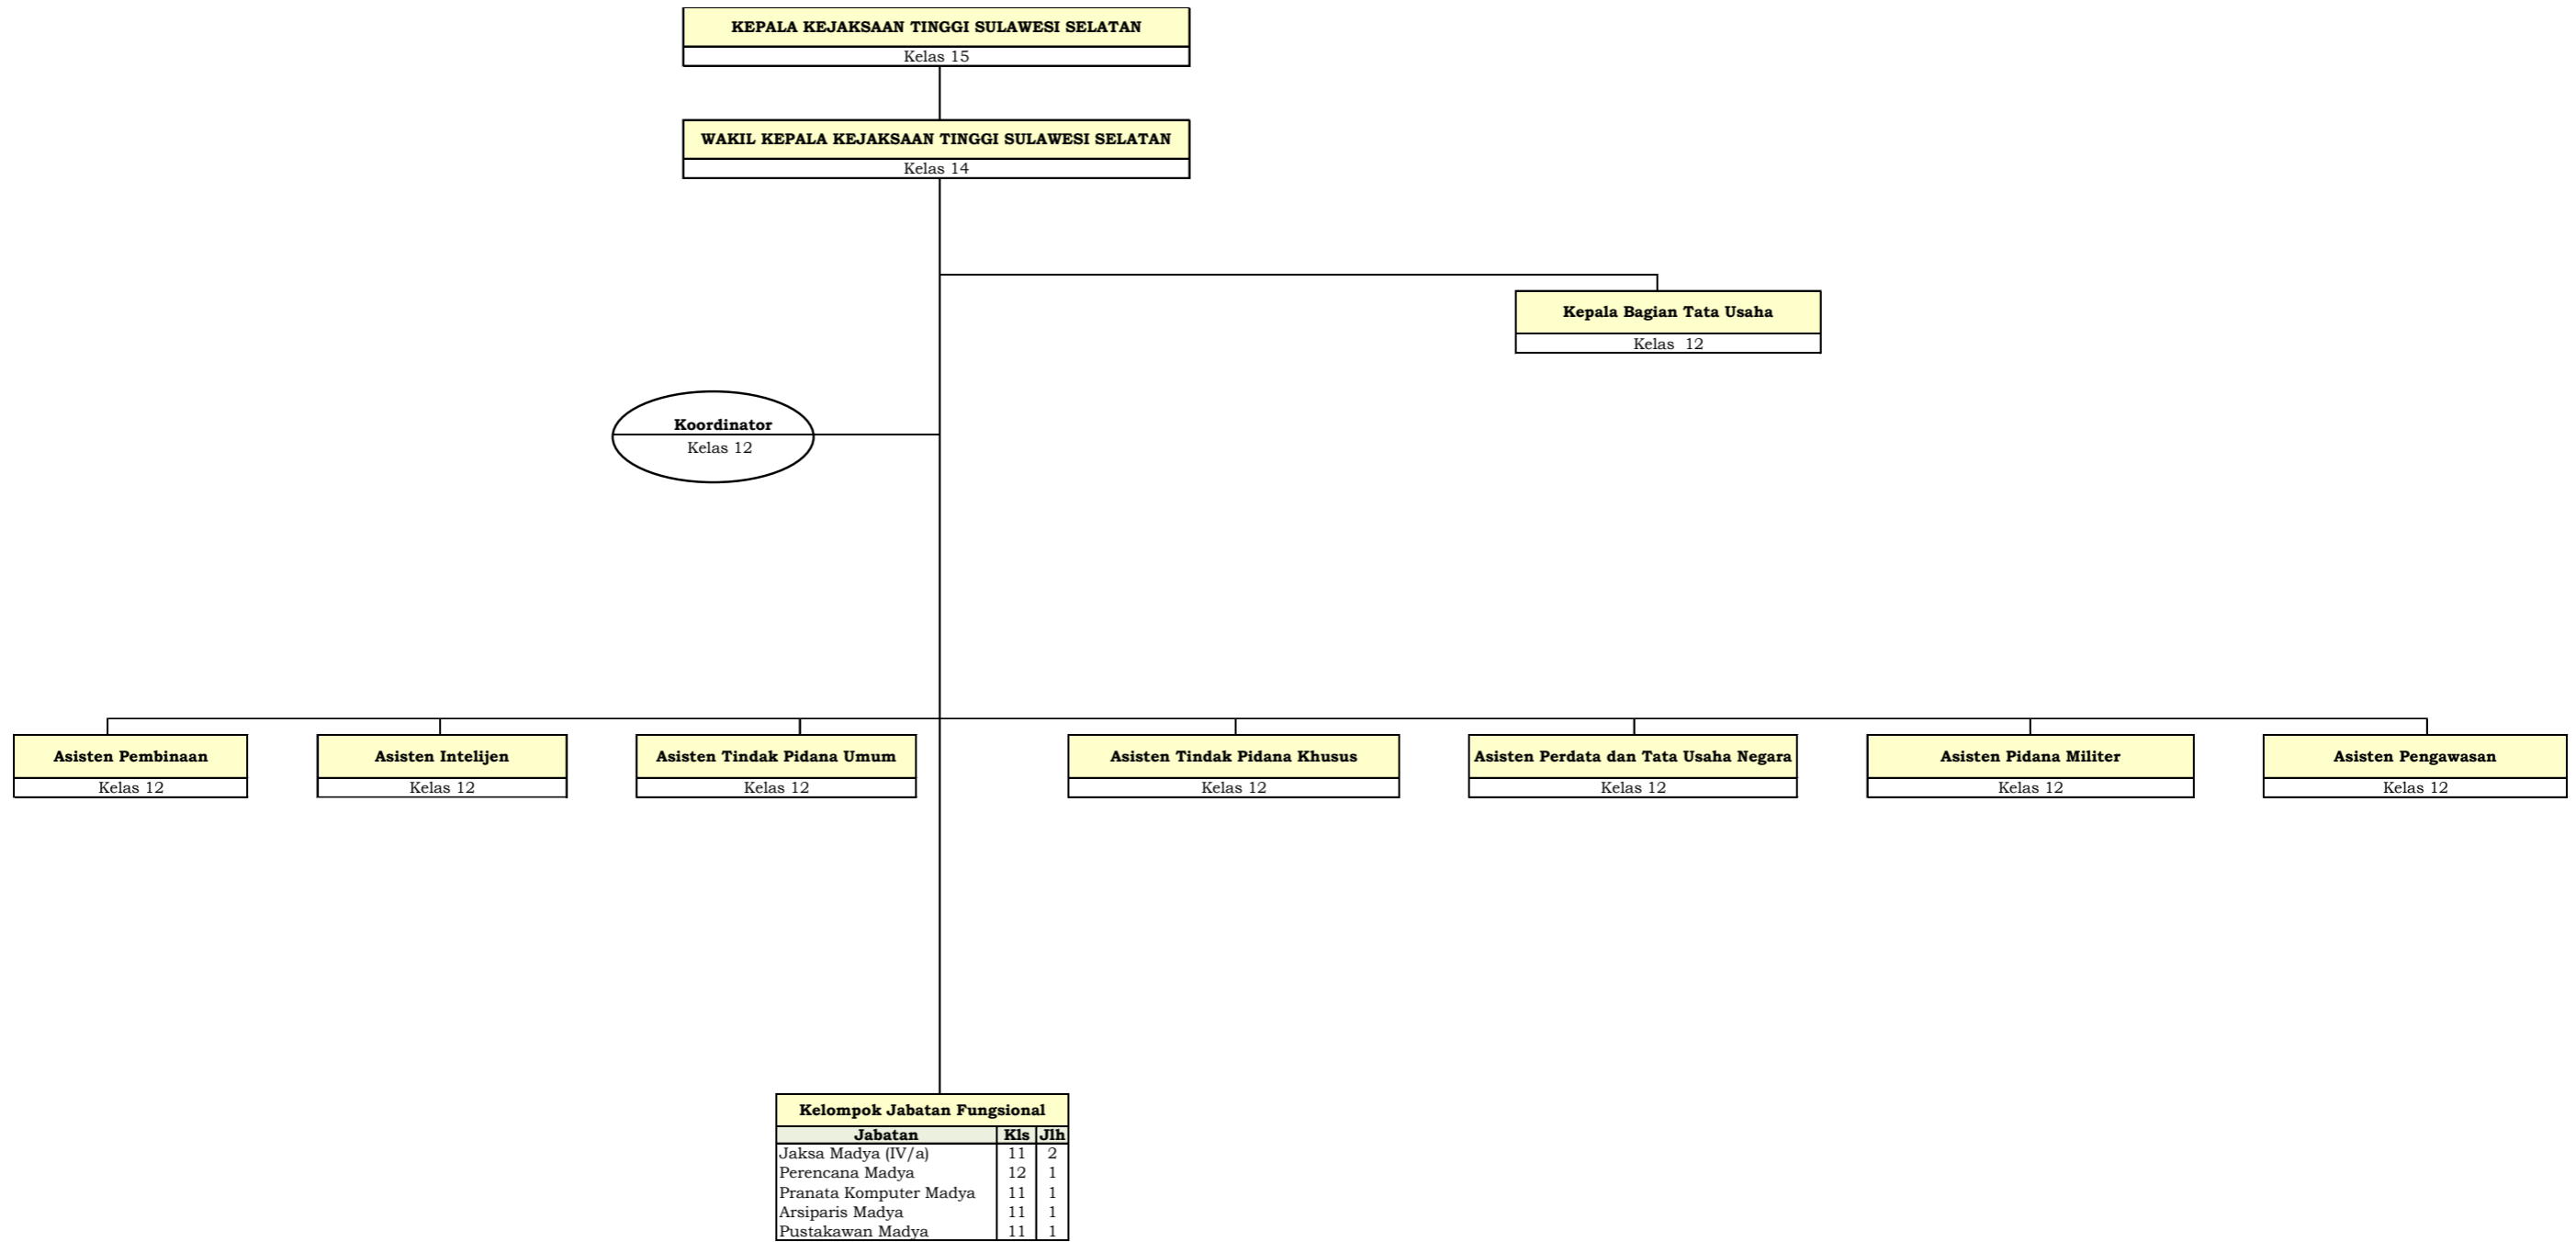 KEPALA KEJAKSAAN TINGGI SULAWESI SELATAN
Kelas 15
WAKIL KEPALA KEJAKSAAN TINGGI SULAWESI SELATAN
Kelas 14
Kepala Bagian Tata Usaha
Kelas  12
Koordinator
Kelas 12
Asisten Pembinaan
Kelas 12
Asisten Intelijen
Kelas 12
Asisten Tindak Pidana Umum
Kelas 12
Asisten Tindak Pidana Khusus
Kelas 12
Asisten Perdata dan Tata Usaha Negara
Kelas 12
Asisten Pidana Militer
Kelas 12
Asisten Pengawasan
Kelas 12
Kelompok Jabatan Fungsional
Jabatan Kls Jlh
Jaksa Madya (IV/a) 11 2
Perencana Madya 12 1
Pranata Komputer Madya 11 1
Arsiparis Madya 11 1
Pustakawan Madya 11 1